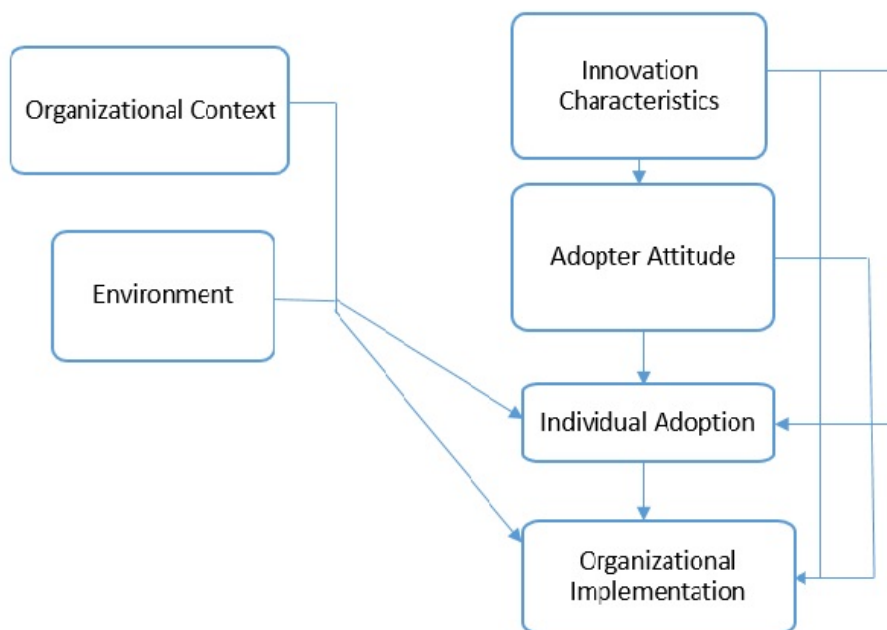 Organizational Context
Environment
Innovation
Characteristics
Adopter Attitude
Individual Adoption
Organizational
Implementation